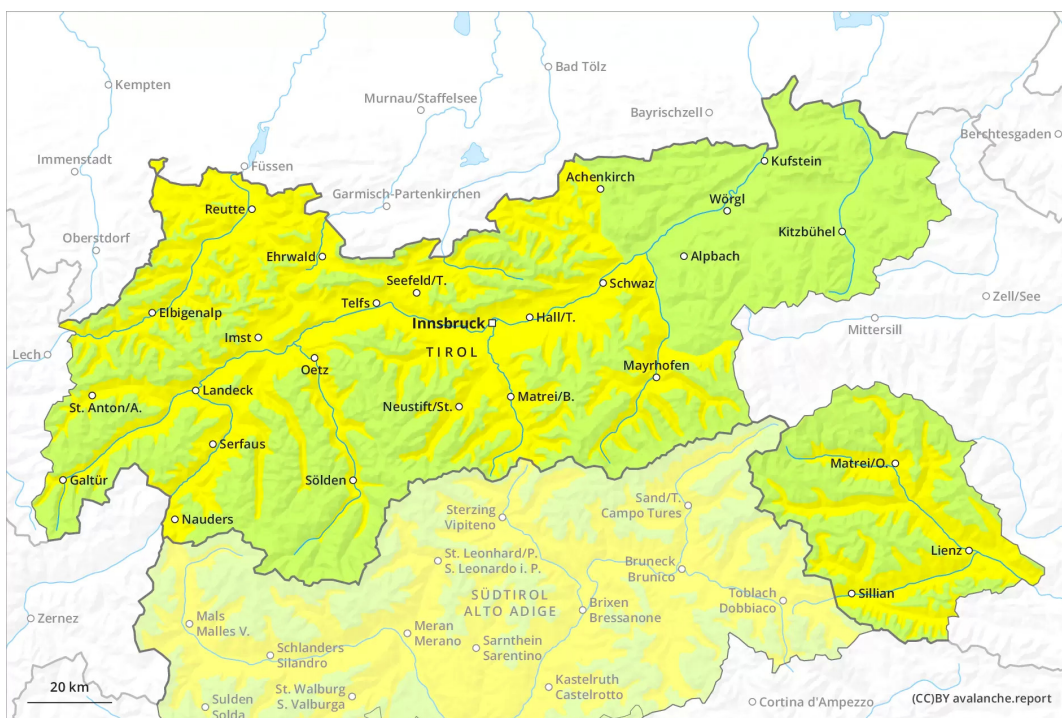 Kempten
Bad Tölz
Murnau/Staffelsee
Bayrischzell
Berchtesgaden
Immenstadt
Füssen
Kufstein
Achenkirch
Garmisch-Partenkirchen
Reutte
Wörgl
Oberstdorf
Kitzbühel
Ehrwald
Alpbach
Seefeld/T.
Schwaz
Zell/See
Telfs
Elbigenalp
Innsbruck
Hall/T.
Mittersill
Imst
Lech
TIROL
Oetz
Mayrhofen
Landeck
St. Anton/A.
Neustift/St.
Matrei/B.
Serfaus
Matrei/O.
Galtür
Sölden
Sand/T.
Campo Tures
Nauders
Sterzing
Vipiteno
Lienz
St. Leonhard/P.
S. Leonardo i. P.
Bruneck
Brunico
Sillian
SÜDTIROL
ALTO ADIGE
Toblach
Dobbiaco
Brixen
Bressanone
Zernez
Mals
Malles V.
Meran
Merano
Sarnthein
Sarentino
Schlanders
Silandro
Kastelruth
Castelrotto
20 km
St. Walburg
S. Valburga
Sulden
Solda
Cortina d'Ampezzo
(CC)BY avalanche.report